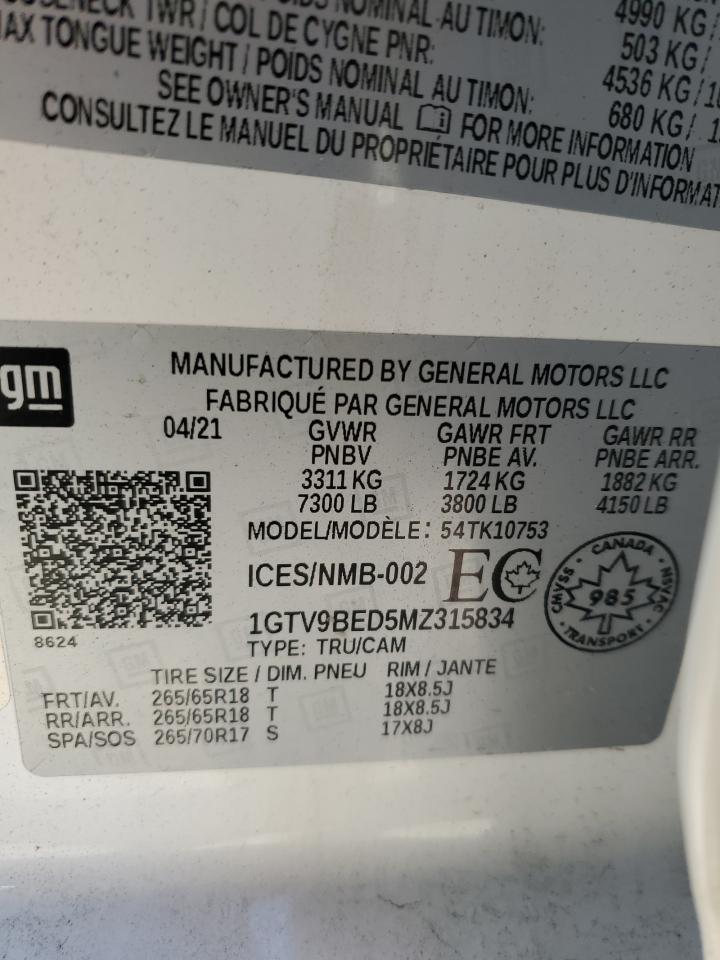 TWR / COL DE CYGNE PNR:
NOMINAL AU TIMON:
4990 KG/
503 KG /
MAX TONGUE WEIGHT / POIDS NOMINAL AU TIMON:
4536 KG/
680 KG/
SEE OWNER'S MANUAL FOR MORE INFORMATION
CONSULTEZ LE MANUEL DU PROPRIÉTAIRE POUR PLUS D'INFORMAT
gm
MANUFACTURED BY GENERAL MOTORS LLC
FABRIQUÉ PAR GENERAL MOTORS LLC
04/21 GVWR GAWR FRT GAWR RR
PNBV PNBE AV. PNBE ARR.
3311 KG 1724 KG 1882 KG
7300 LB 3800 LB 4150 LB
MODEL/MODÈLE: 54TK10753
ICES/NMB-002 EC
CANADA
CMVSS 985 NSVAC
TRANSPORT
1GTV9BED5MZ315834
8624
TYPE: TRU/CAM
TIRE SIZE / DIM. PNEU RIM / JANTE
FRT/AV. 265/65R18 T 18X8.5J
RR/ARR. 265/65R18 T 18X8.5J
SPA/SOS 265/70R17 S 17X8J